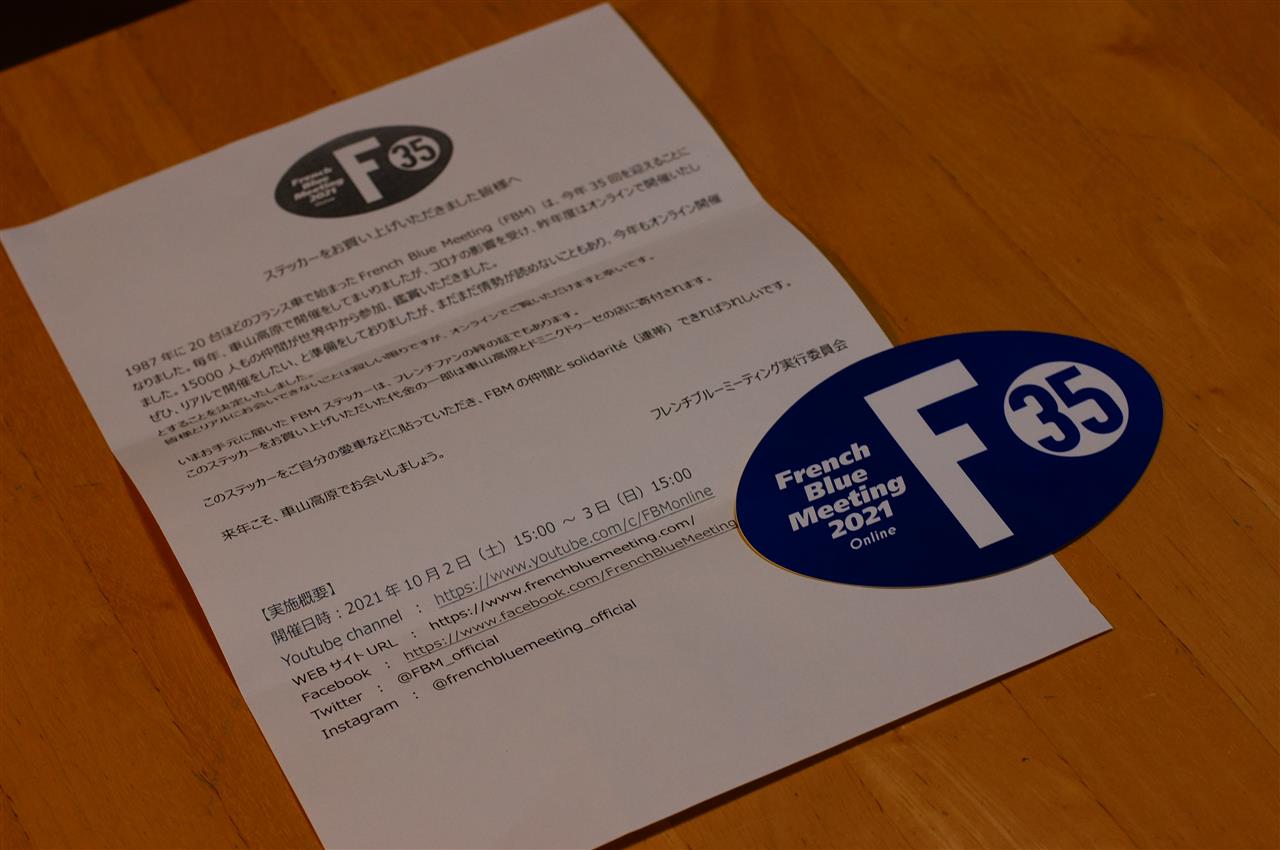 French
Blue
Meeting
2021
Online
F
35
ステッカーをお買い上げいただきました皆様へ
1987 年に 20 台ほどのフランス車で始まった French Blue Meeting（FBM）は、今年 35 回を迎えることに
なりました。毎年、車山高原で開催をしてまいりましたが、コロナの影響を受け、昨年度はオンラインで開催いたし
ました。15000 人もの仲間が世界中から参加、鑑賞いただきました。
ぜひ、リアルで開催をしたい、と準備をしておりましたが、まだまだ情勢が読めないこともあり、今年もオンライン開催
とすることを決定いたしました。
皆様とリアルにお会いできないことは寂しい限りですが、オンラインでご覧いただけますと幸いです。
いまお手元に届いた FBM ステッカーは、フレンチファンの絆の証でもあります。
このステッカーをお買い上げいただいた代金の一部は車山高原とドミニクドゥーセの店に寄付されます。
このステッカーをご自分の愛車などに貼っていただき、FBM の仲間と solidarité（連帯）できればうれしいです。
来年こそ、車山高原でお会いしましょう。
フレンチブルーミーティング実行委員会
【実施概要】
開催日時：2021 年 10 月 2 日（土）15:00 ～ 3 日（日）15:00
Youtube channel ： https://www.youtube.com/c/FBMonline
WEB サイト URL ： https://www.frenchbluemeeting.com/
Facebook ： https://www.facebook.com/FrenchBlueMeeting
Twitter ： @FBM_official
Instagram ： @frenchbluemeeting_official
French
Blue
Meeting
2021
Online
F
35